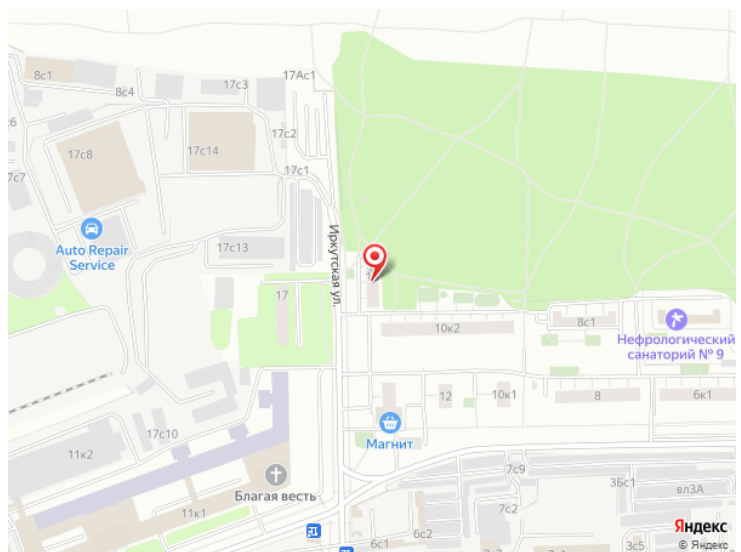 8с1
17с3
17Ас1
8с4
17с2
17с8
17с14
17с1
17с7
Auto Repair
Service
17с13
Иркутская ул.
17
10к2
8с1
Нефрологический
санаторий № 9
12
10к1
8
6к1
Магнит
17с10
11к2
Благая весть
11к1
7с9
3Бс1
вл3А
7с2
6с2
6с1
3с5
Яндекс
© Яндекс